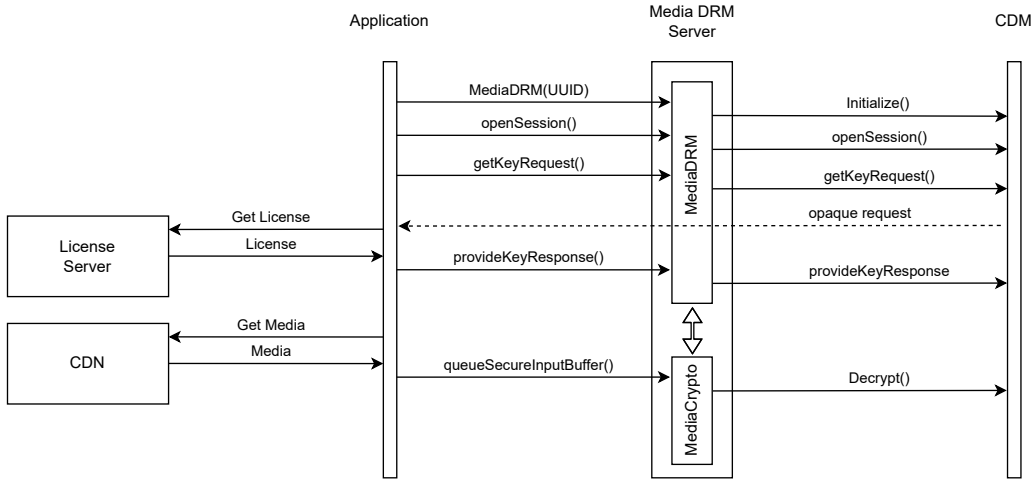 Application
Media DRM
Server
CDM
MediaDRM(UUID)
Initialize()
openSession()
openSession()
getKeyRequest()
getKeyRequest()
MediaDRM
opaque request
Get License
License
Server
License
provideKeyResponse()
provideKeyResponse
Get Media
CDN
Media
queueSecureInputBuffer()
MediaCrypto
Decrypt()